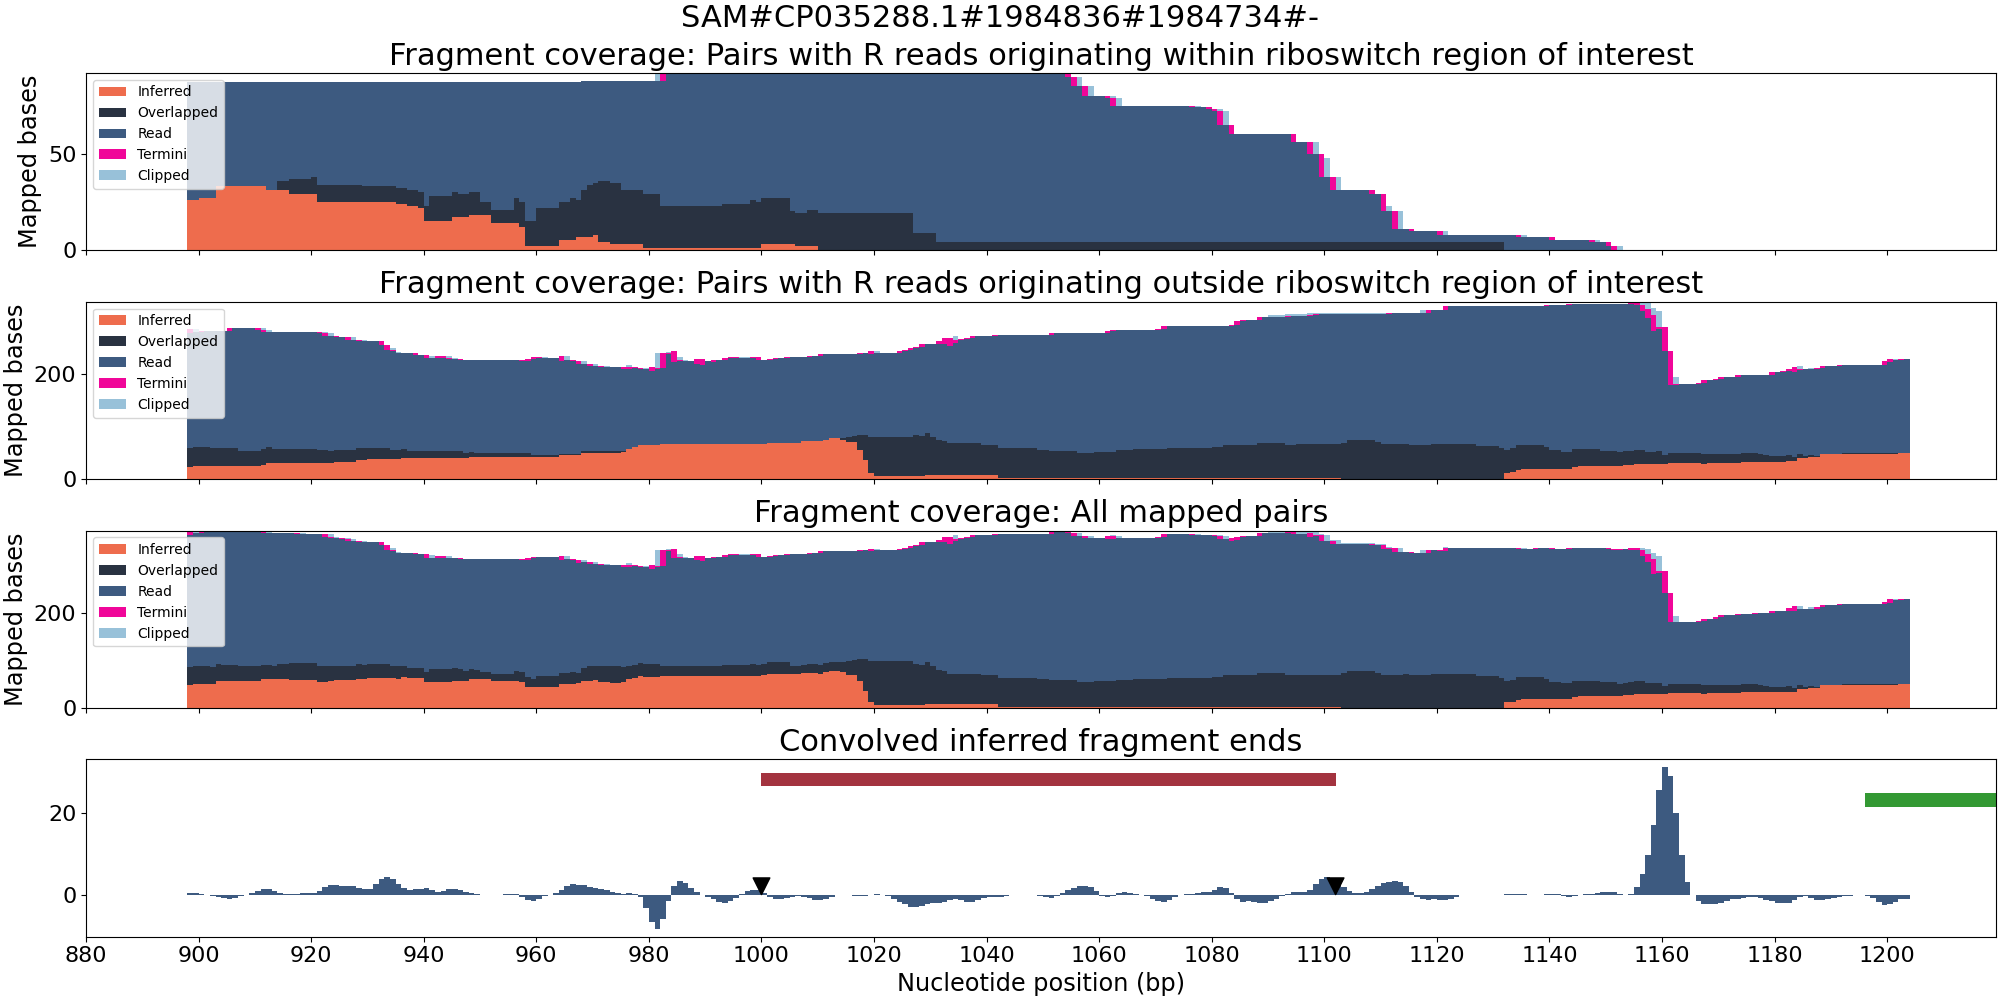 SAM#CP035288.1#1984836#1984734#-
Fragment coverage: Pairs with R reads originating within riboswitch region of interest
Mapped bases
50
0
Inferred
Overlapped
Read
Termini
Clipped
Fragment coverage: Pairs with R reads originating outside riboswitch region of interest
Mapped bases
200
0
Inferred
Overlapped
Read
Termini
Clipped
Fragment coverage: All mapped pairs
Mapped bases
200
0
Inferred
Overlapped
Read
Termini
Clipped
Convolved inferred fragment ends
20
0
880 900 920 940 960 980 1000 1020 1040 1060 1080 1100 1120 1140 1160 1180 1200
Nucleotide position (bp)